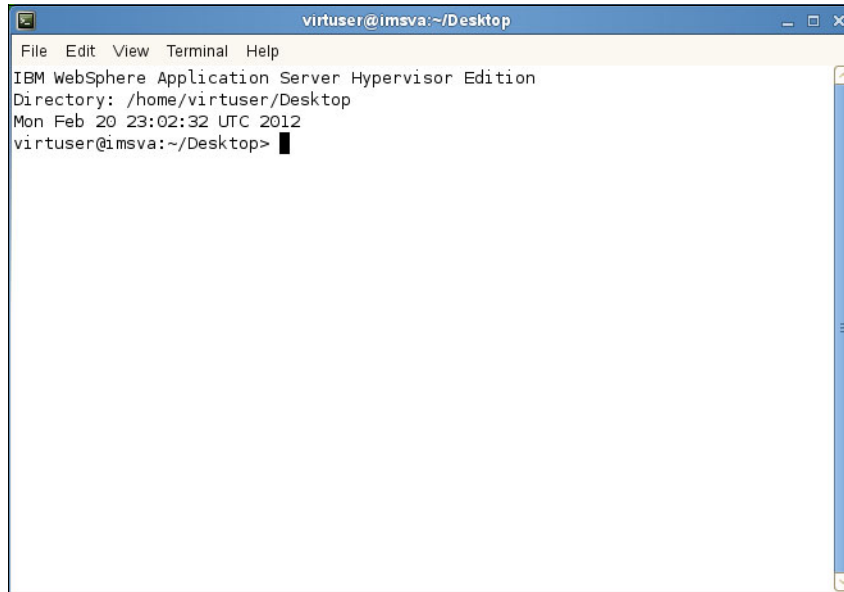 virtuser@imsva:~/Desktop
File Edit View Terminal Help
IBM WebSphere Application Server Hypervisor Edition
Directory: /home/virtuser/Desktop
Mon Feb 20 23:02:32 UTC 2012
virtuser@imsva:~/Desktop>